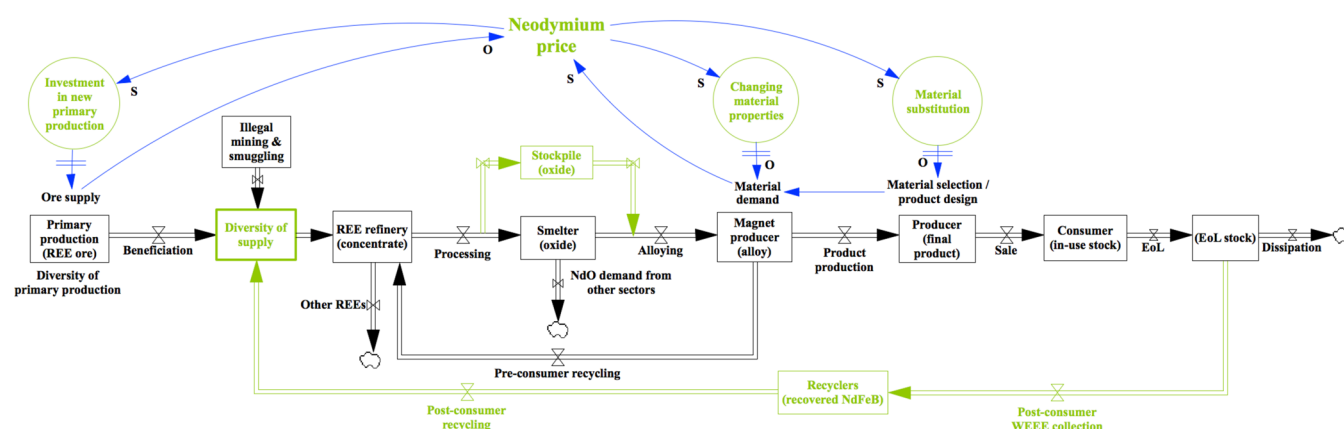 Neodymium
price
O
S
S
S
S
Investment
in new
primary
production
Changing
material
properties
Material
substitution
Illegal
mining &
smuggling
Stockpile
(oxide)
O
O
Ore supply
Material
demand
Material selection /
product design
Primary
production
(REE ore)
Beneficiation
Diversity of
supply
REE refinery
(concentrate)
Processing
Smelter
(oxide)
Alloying
Magnet
producer
(alloy)
Product
production
Producer
(final
product)
Sale
Consumer
(in-use stock)
EoL
(EoL stock)
Dissipation
Diversity of
primary production
Other REEs
NdO demand from
other sectors
Pre-consumer recycling
Recyclers
(recovered NdFeB)
Post-consumer
recycling
Post-consumer
WEEE collection